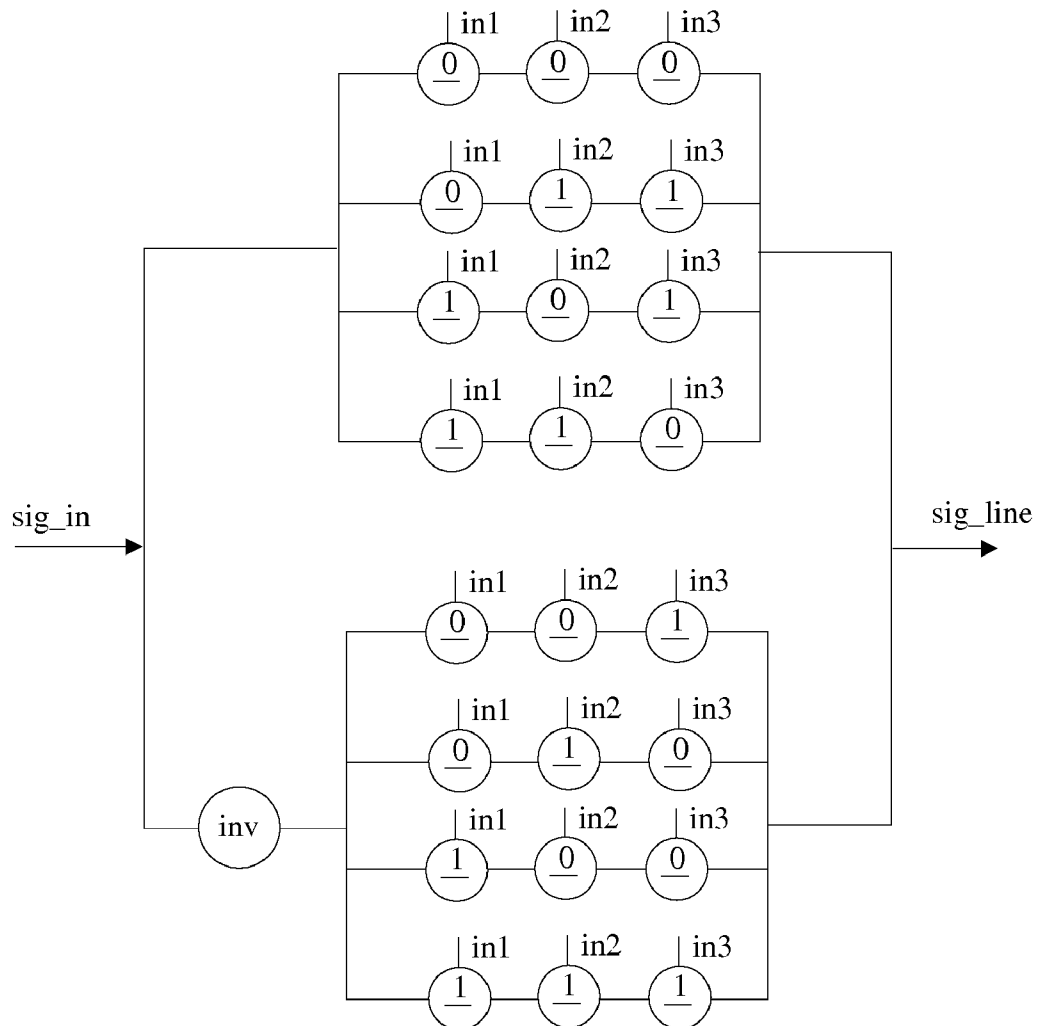 in1 in2 in3
0 0 0
in1 in2 in3
0 1 1
in1 in2 in3
1 0 1
in1 in2 in3
1 1 0
sig_in sig_line
in1 in2 in3
0 0 1
in1 in2 in3
0 1 0
inv in1 in2 in3
1 0 0
in1 in2 in3
1 1 1